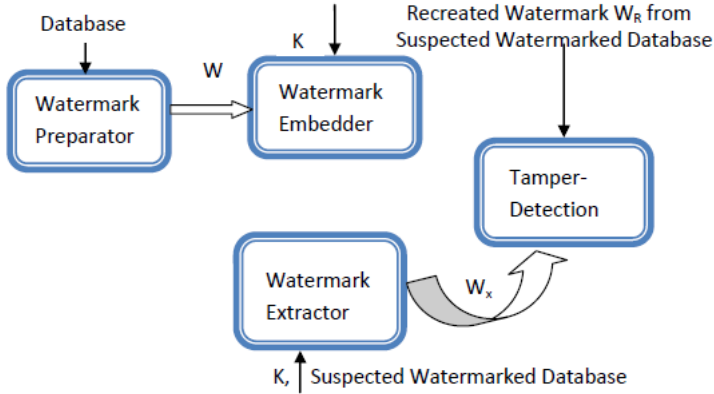 Database
Recreated Watermark WR from
Suspected Watermarked Database
K
W
Watermark
Preparator
Watermark
Embedder
Tamper-
Detection
Watermark
Extractor
Wx
K, Suspected Watermarked Database